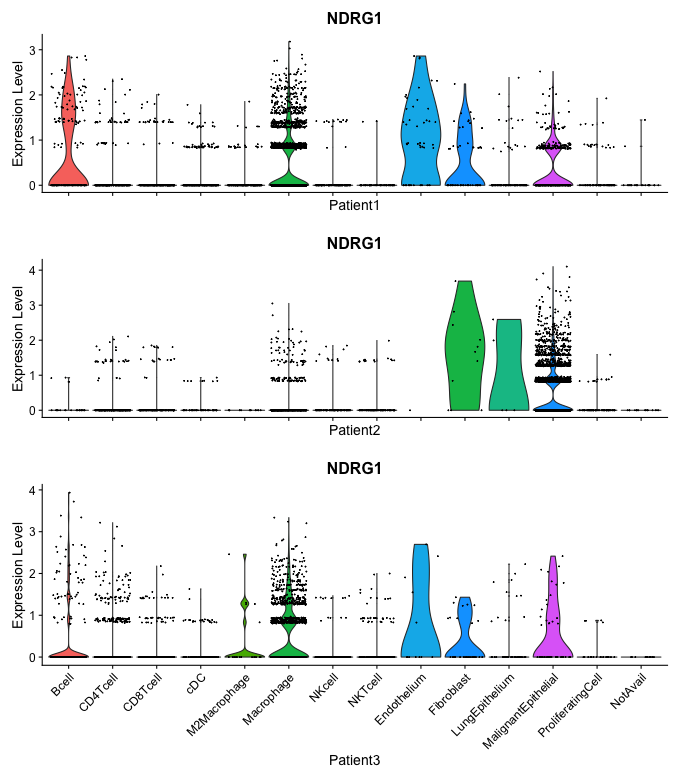 NDRG1
Expression Level
3
2
1
0
Patient1
NDRG1
Expression Level
4
3
2
1
0
Patient2
NDRG1
Expression Level
4
3
2
1
0
Bcell
CD4Tcell
CD8Tcell
cDC
M2Macrophage
Macrophage
NKcell
NKTcell
Endothelium
Fibroblast
LungEpithelium
MalignantEpithelial
ProliferatingCell
NotAvail
Patient3